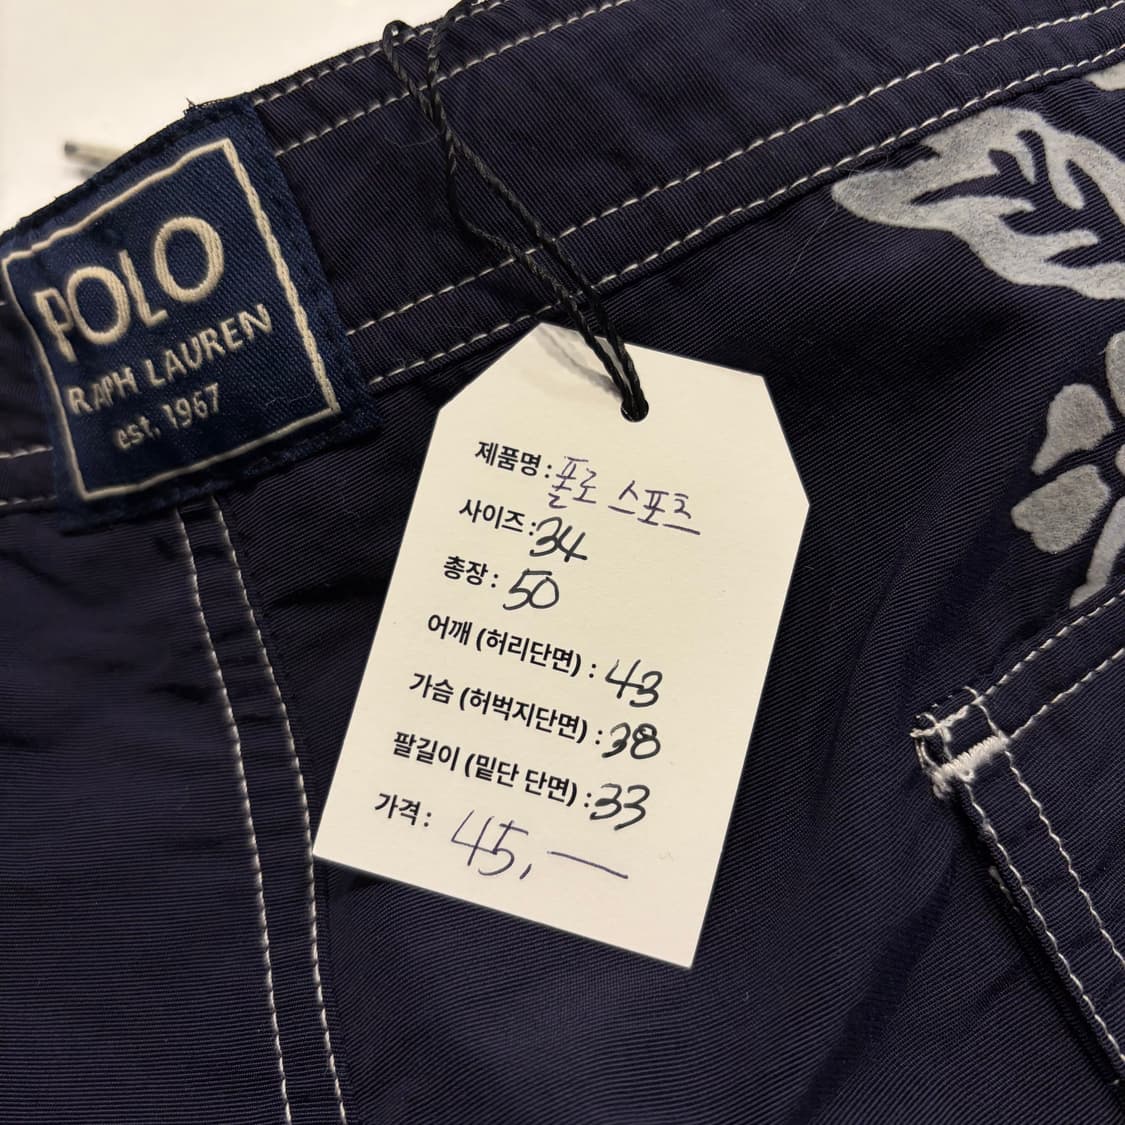 POLO
RALPH LAUREN
est. 1967
제품명: 폴로 스포츠
사이즈: 34
총장: 50
어깨 (허리단면) : 43
가슴 (허벅지단면) : 38
팔길이 (밑단 단면) : 33
가격: 45,—